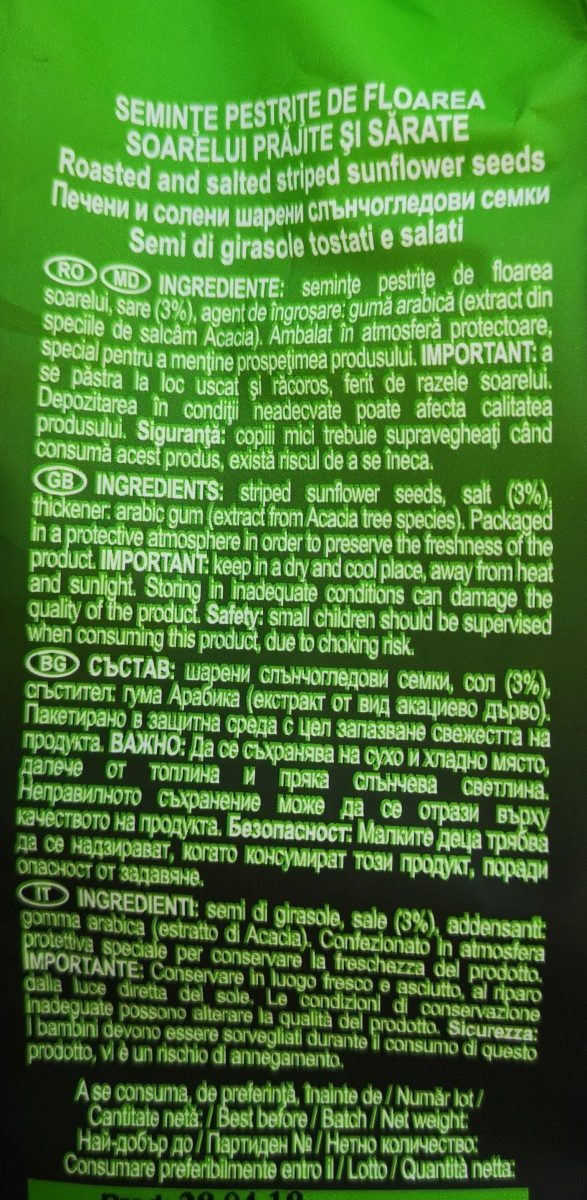 SEMINȚE PESTRIȚE DE FLOAREA
SOARELUI PRĂJITE ȘI SĂRATE
Roasted and salted striped sunflower seeds
Печени и солени шарени слънчогледови семки
Semi di girasole tostati e salati
RO MD INGREDIENTE: semințe pestrițe de floarea
soarelui, sare (3%), agent de îngroșare: gumă arabică (extract din
speciile de salcâm Acacia). Ambalat în atmosferă protectoare,
special pentru a menține prospețimea produsului. IMPORTANT: a
se păstra la loc uscat și răcoros, ferit de razele soarelui.
Depozitarea în condiții neadecvate poate afecta calitatea
produsului. Siguranță: copiii mici trebuie supravegheați când
consumă acest produs, există riscul de a se îneca.
GB INGREDIENTS: striped sunflower seeds, salt (3%),
thickener: arabic gum (extract from Acacia tree species). Packaged
in a protective atmosphere in order to preserve the freshness of the
product. IMPORTANT: keep in a dry and cool place, away from heat
and sunlight. Storing in inadequate conditions can damage the
quality of the product. Safety: small children should be supervised
when consuming this product, due to choking risk.
BG СЪСТАВ: шарени слънчогледови семки, сол (3%),
сгъстител: гума Арабика (екстракт от вид акациево дърво).
Пакетирано в защитна среда с цел запазване свежестта на
продукта. ВАЖНО: Да се съхранява на сухо и хладно място,
далече от топлина и пряка слънчева светлина.
Неправилното съхранение може да се отрази върху
качеството на продукта. Безопасност: Малките деца трябва
да се надзирават, когато консумират този продукт, поради
опасност от задавяне.
IT INGREDIENTI: semi di girasole, sale (3%), addensanti:
gomma arabica (estratto di Acacia). Confezionato in atmosfera
protettiva speciale per conservare la freschezza del prodotto.
IMPORTANTE: Conservare in luogo fresco e asciutto, al riparo
dalla luce diretta del sole. Le condizioni di conservazione
inadeguate possono alterare la qualità del prodotto. Sicurezza:
I bambini devono essere sorvegliati durante il consumo di questo
prodotto, vi è un rischio di annegamento.
A se consuma, de preferință, înainte de / Număr lot /
Cantitate netă: / Best before / Batch / Net weight:
Най-добър до / Партиден № / Нетно количество:
Consumare preferibilmente entro il / Lotto / Quantità netta: